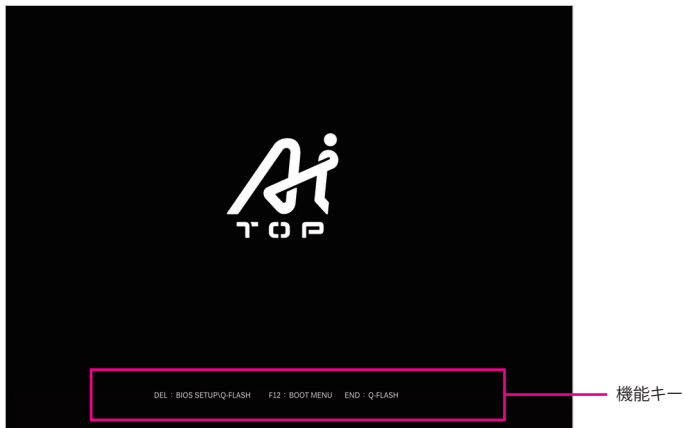 Ai
TOP
DEL : BIOS SETUP\Q-FLASH F12 : BOOT MENU END : Q-FLASH
機能キー